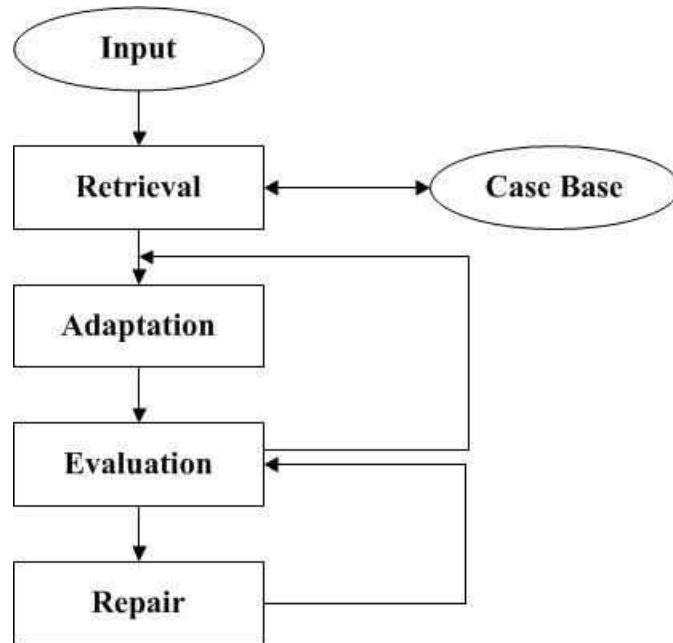 Input
Retrieval
Case Base
Adaptation
Evaluation
Repair